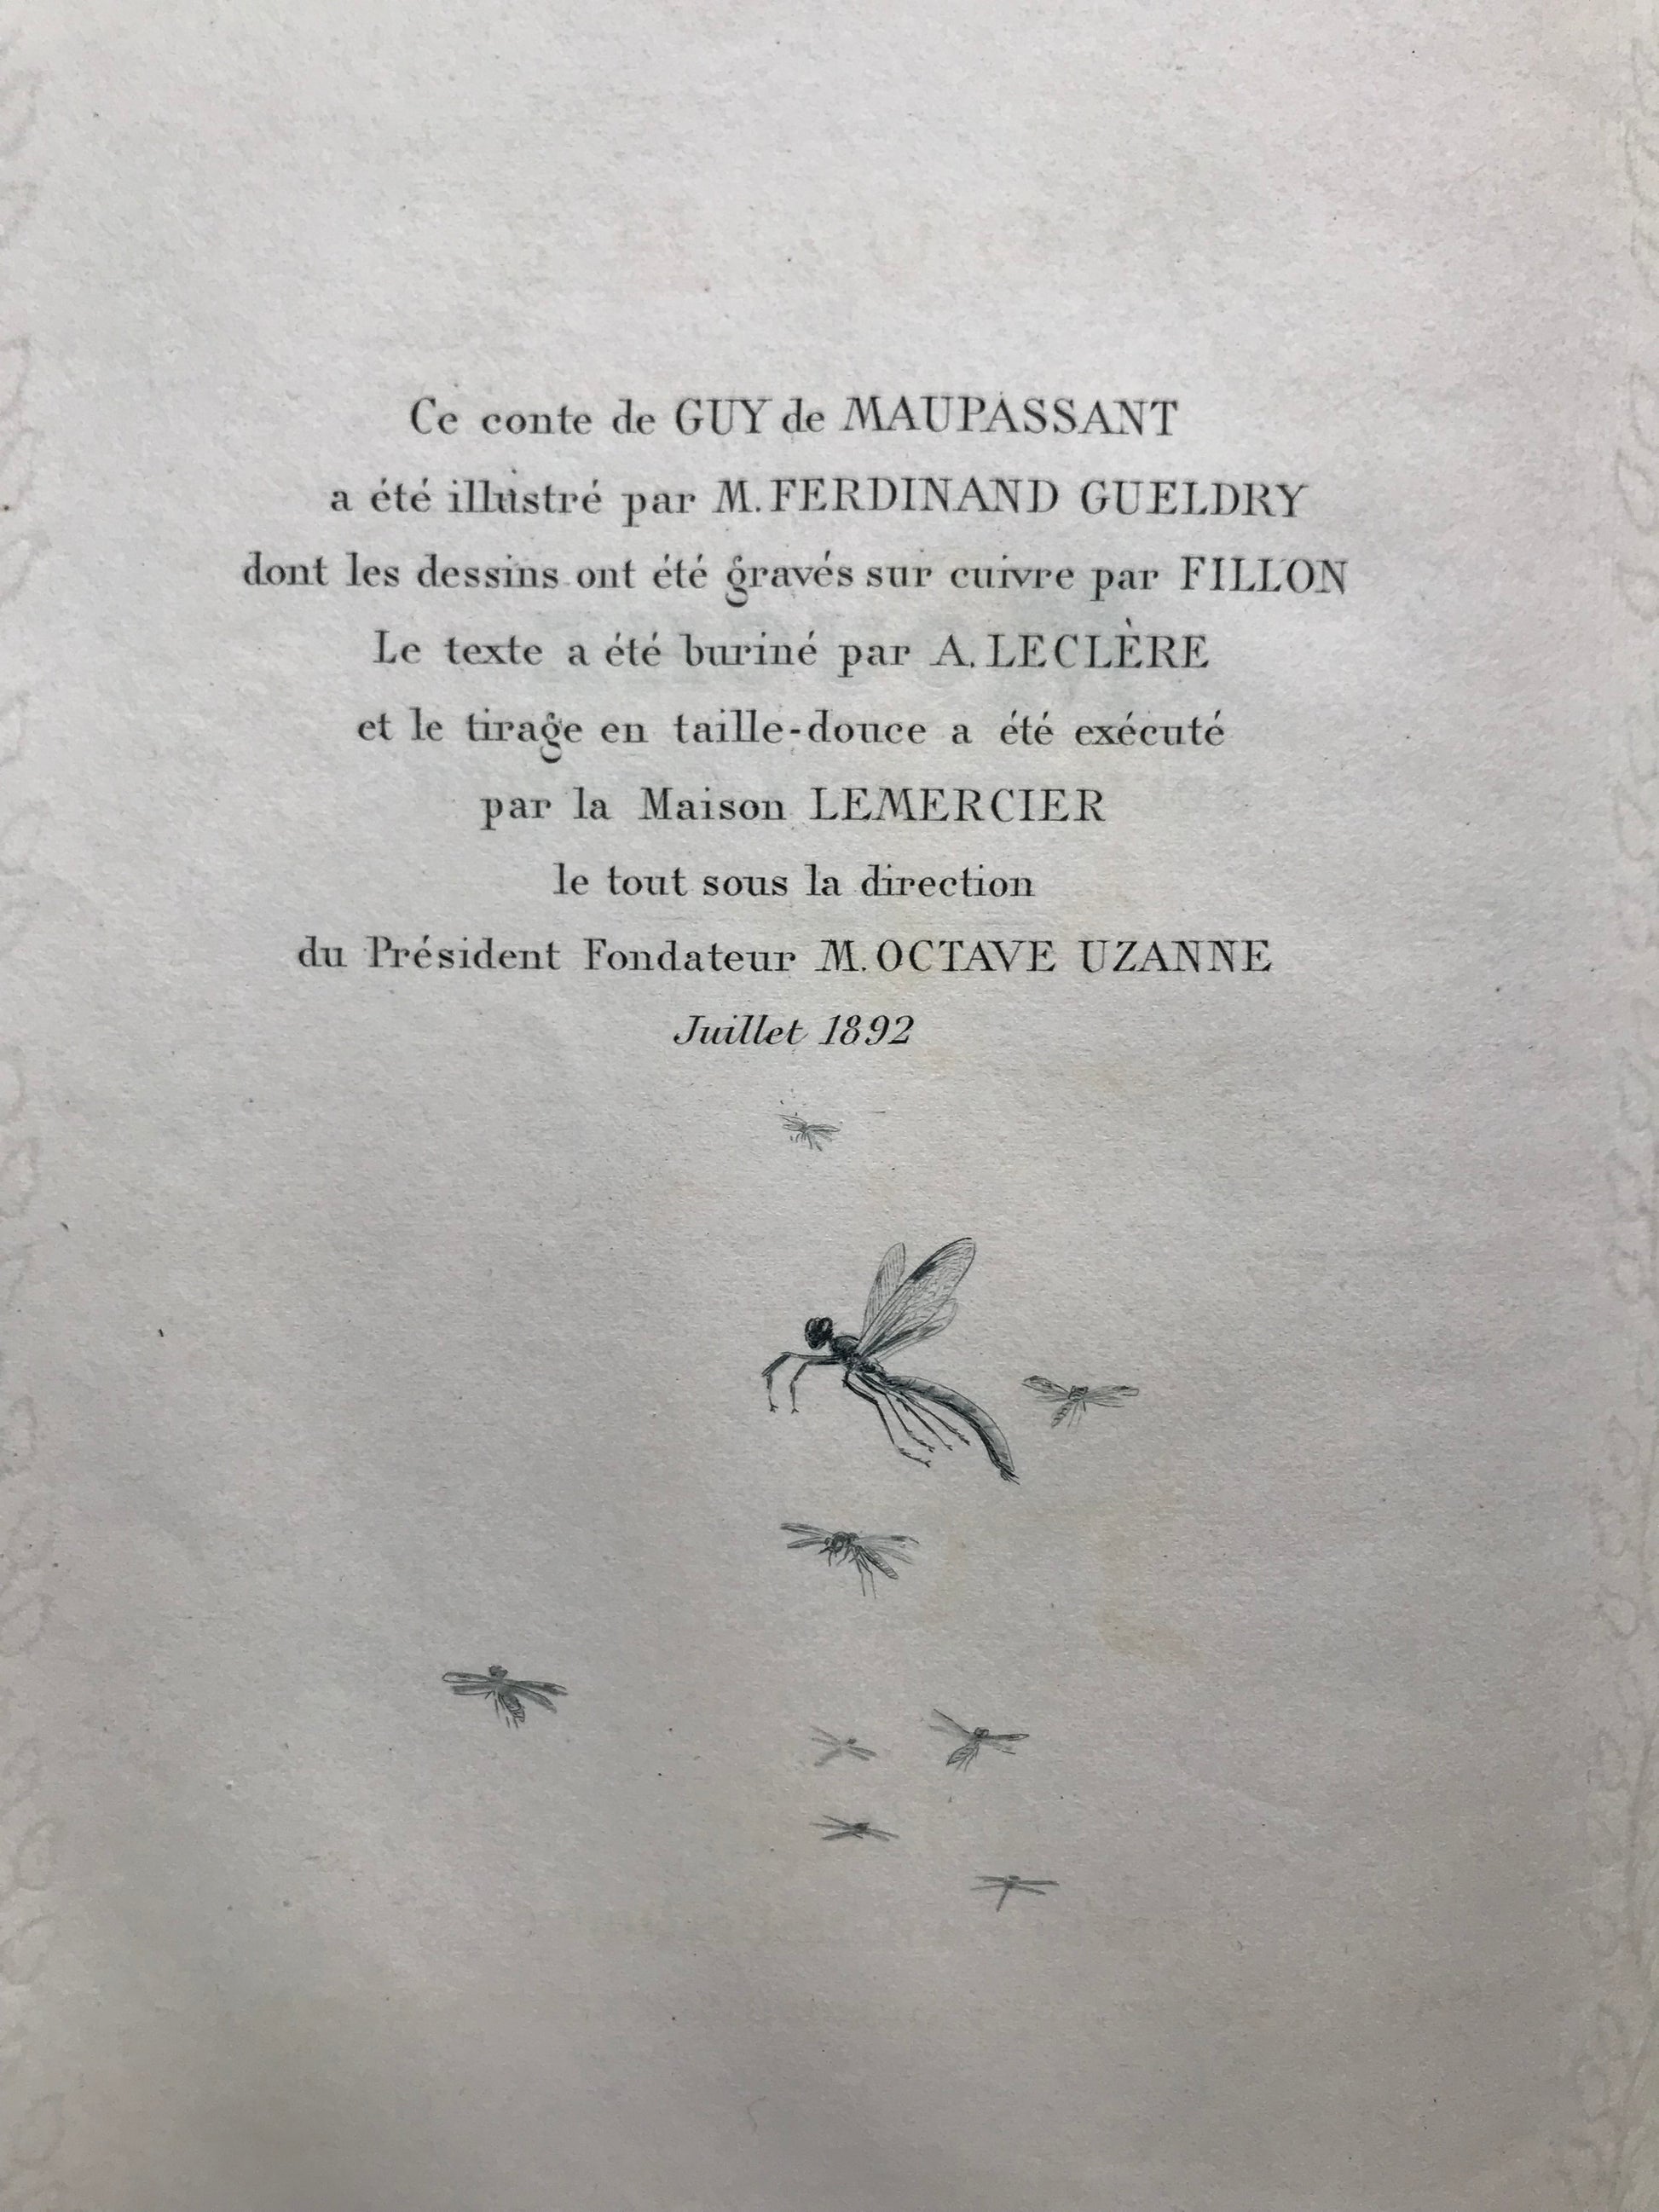 Ce conte de GUY de MAUPASSANT
a été illustré par M. FERDINAND GUELDRY
dont les dessins ont été gravés sur cuivre par FILLON
Le texte a été buriné par A. LECLÈRE
et le tirage en taille-douce a été exécuté
par la Maison LEMERCIER
le tout sous la direction
du Président Fondateur M. OCTAVE UZANNE
Juillet 1892